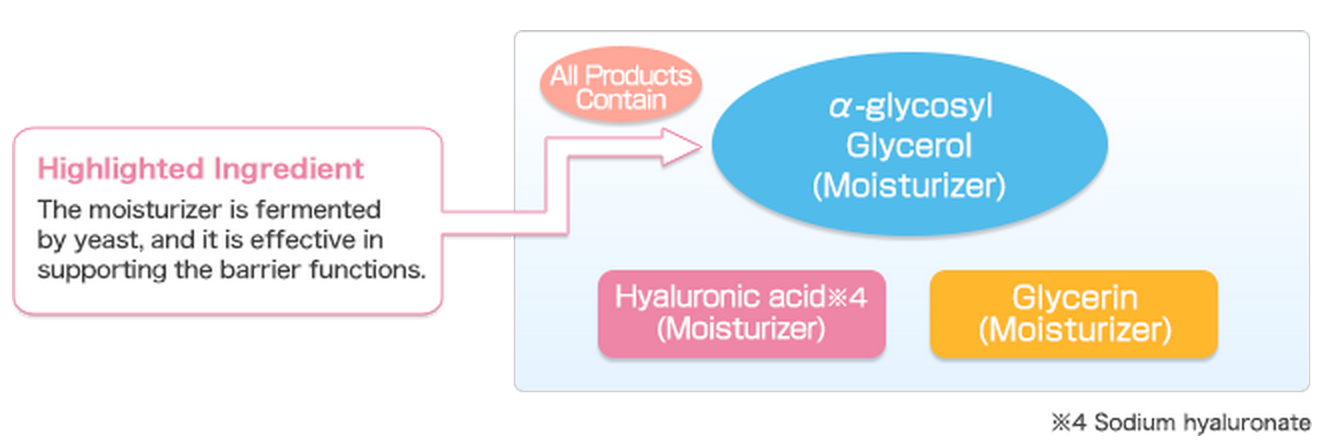 Highlighted Ingredient
The moisturizer is fermented
by yeast, and it is effective in
supporting the barrier functions.
All Products
Contain
α-glycosyl
Glycerol
(Moisturizer)
Hyaluronic acid※4
(Moisturizer)
Glycerin
(Moisturizer)
※4 Sodium hyaluronate